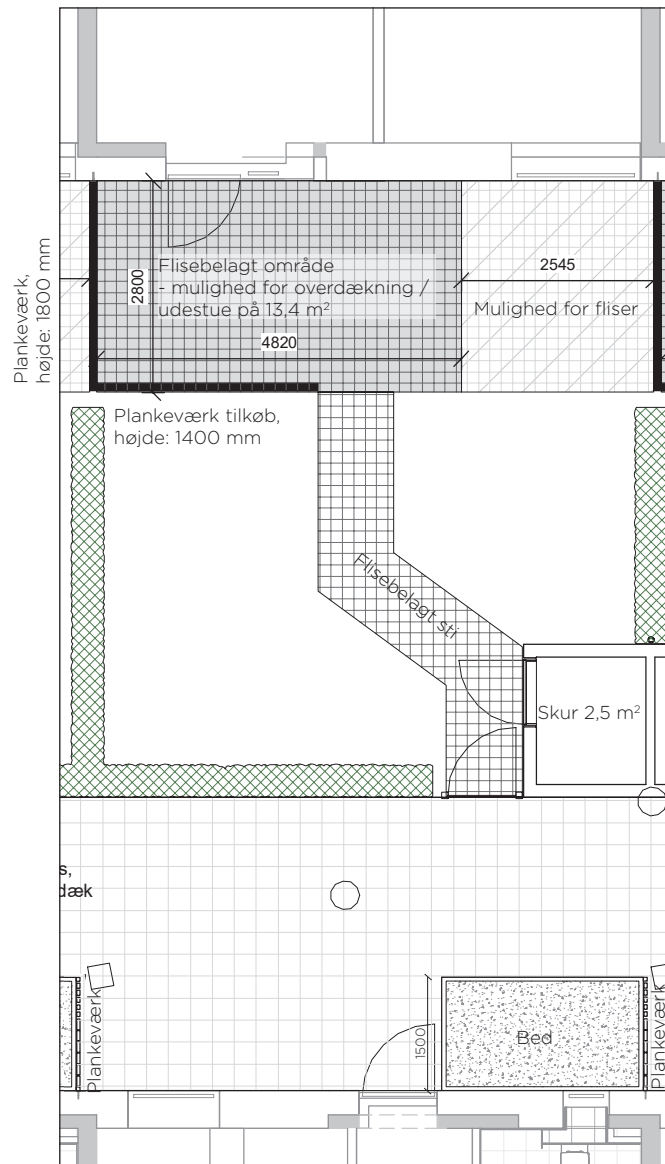 Plankeværk,
højde: 1800 mm
2800
Flisebelagt område
- mulighed for overdækning /
udestue på 13,4 m²
4820
2545
Mulighed for fliser
Plankeværk tilkøb,
højde: 1400 mm
Flisebelagt sti
Skur 2,5 m²
s,
dæk
Plankeværk
1500
Bed
Plankeværk